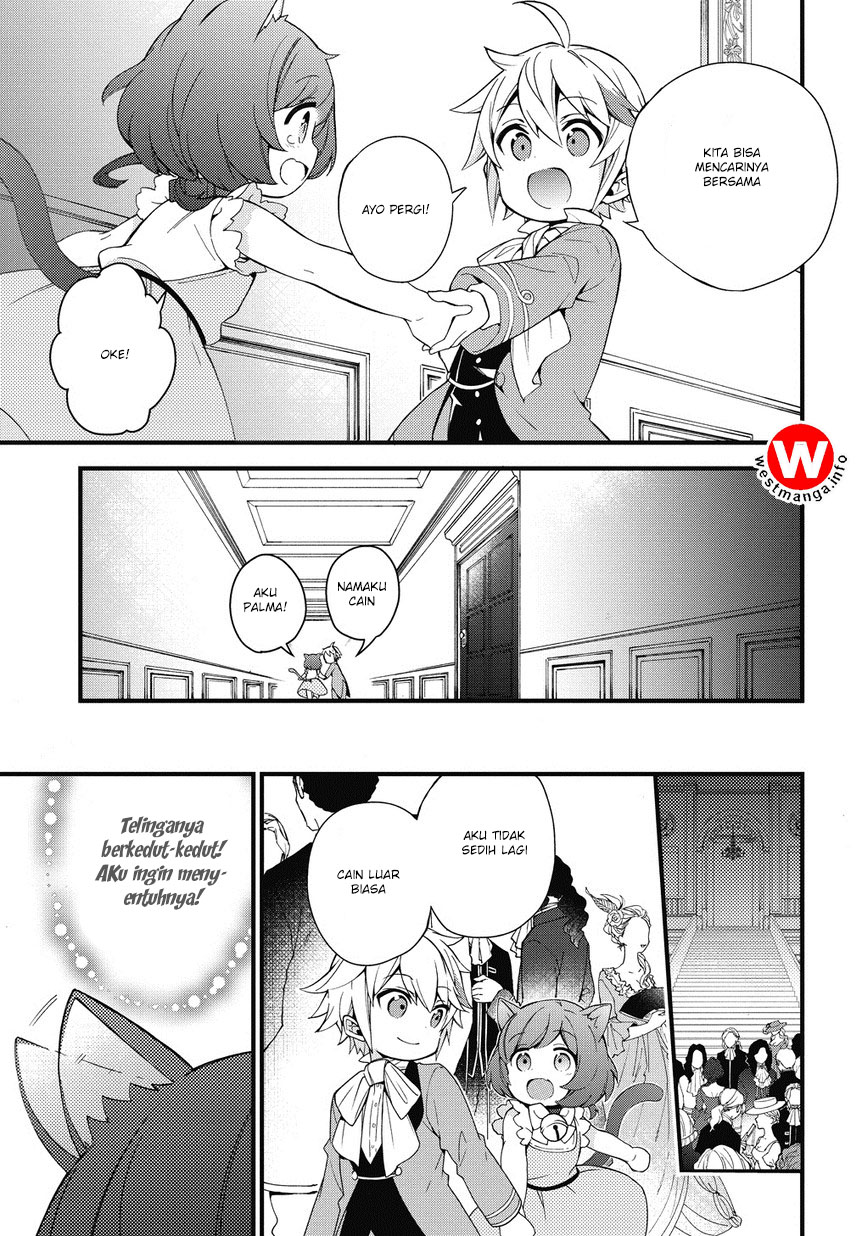 KITA BISA
MENCARINYA
BERSAMA
AYO PERGI!
OKE!
W
westmanga.info
NAMAKU
CAIN
AKU
PALMA!
AKU TIDAK
SEDIH LAGI
CAIN LUAR
BIASA
Telinganya
berkedut-kedut!
AKu ingin meny-
entuhnya!